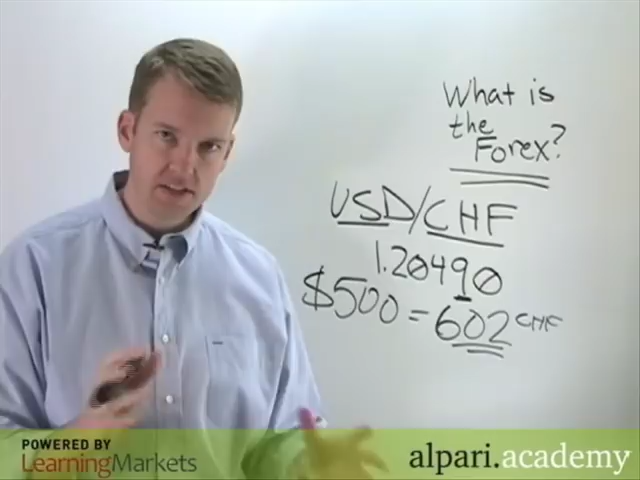 What is
the
Forex?
USD/CHF
1.20490
$500 = 602 CHF
POWERED BY
LearningMarkets
alpari.academy